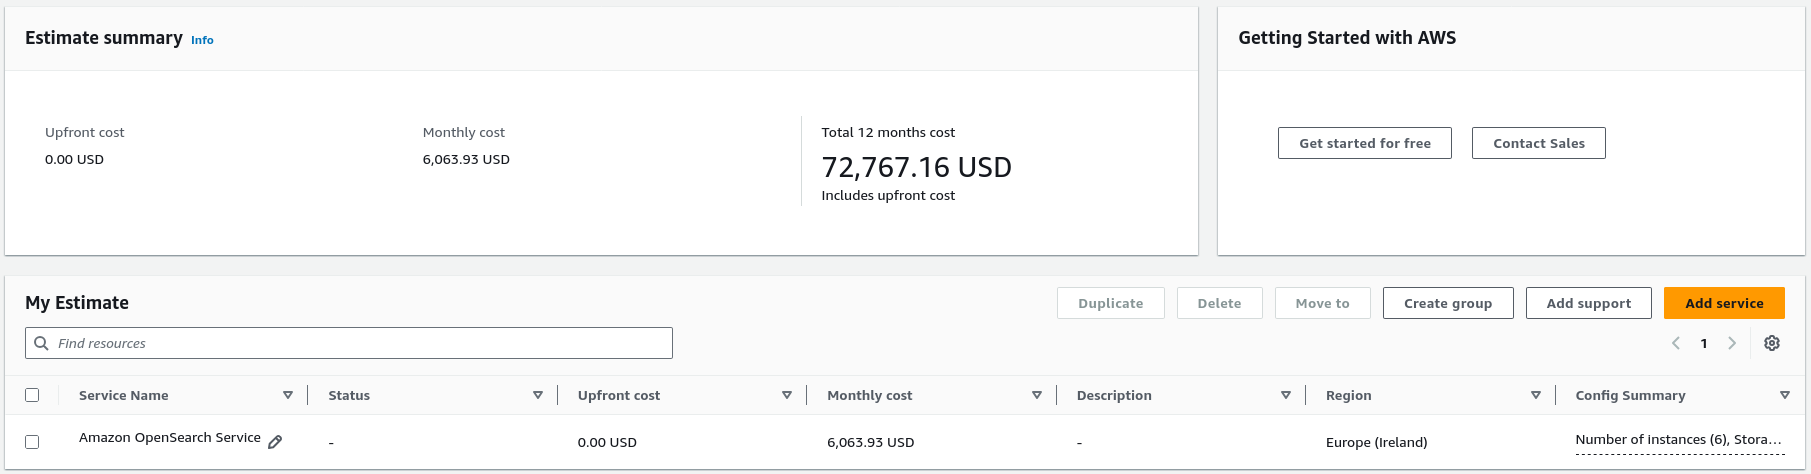 Estimate summary Info
Getting Started with AWS
Upfront cost
0.00 USD
Monthly cost
6,063.93 USD
Total 12 months cost
72,767.16 USD
Includes upfront cost
Get started for free
Contact Sales
My Estimate
Duplicate
Delete
Move to
Create group
Add support
Add service
Find resources
1
Service Name
Status
Upfront cost
Monthly cost
Description
Region
Config Summary
Amazon OpenSearch Service
-
0.00 USD
6,063.93 USD
-
Europe (Ireland)
Number of instances (6), Stora...